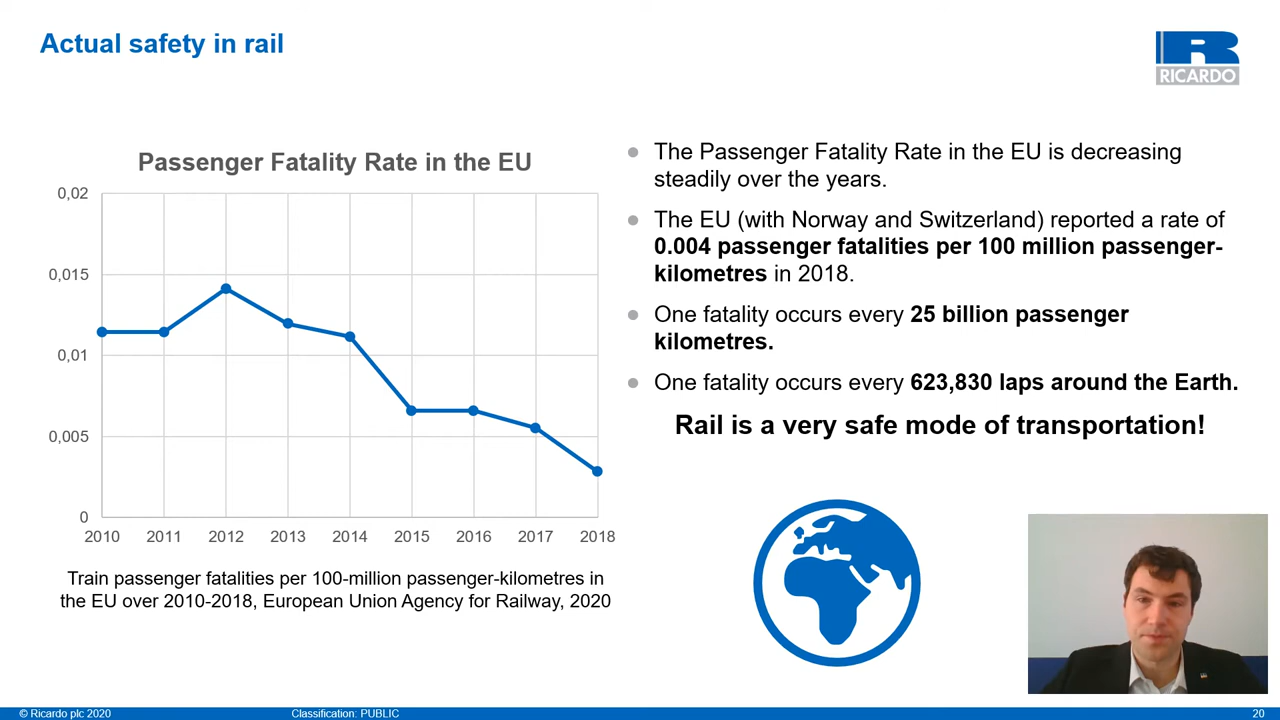 Actual safety in rail
RICARDO
Passenger Fatality Rate in the EU
0,02
0,015
0,01
0,005
0
2010 2011 2012 2013 2014 2015 2016 2017 2018
Train passenger fatalities per 100-million passenger-kilometres in
the EU over 2010-2018, European Union Agency for Railway, 2020
The Passenger Fatality Rate in the EU is decreasing
steadily over the years.
The EU (with Norway and Switzerland) reported a rate of
0.004 passenger fatalities per 100 million passenger-
kilometres in 2018.
One fatality occurs every 25 billion passenger
kilometres.
One fatality occurs every 623,830 laps around the Earth.
Rail is a very safe mode of transportation!
© Ricardo plc 2020
Classification: PUBLIC
20